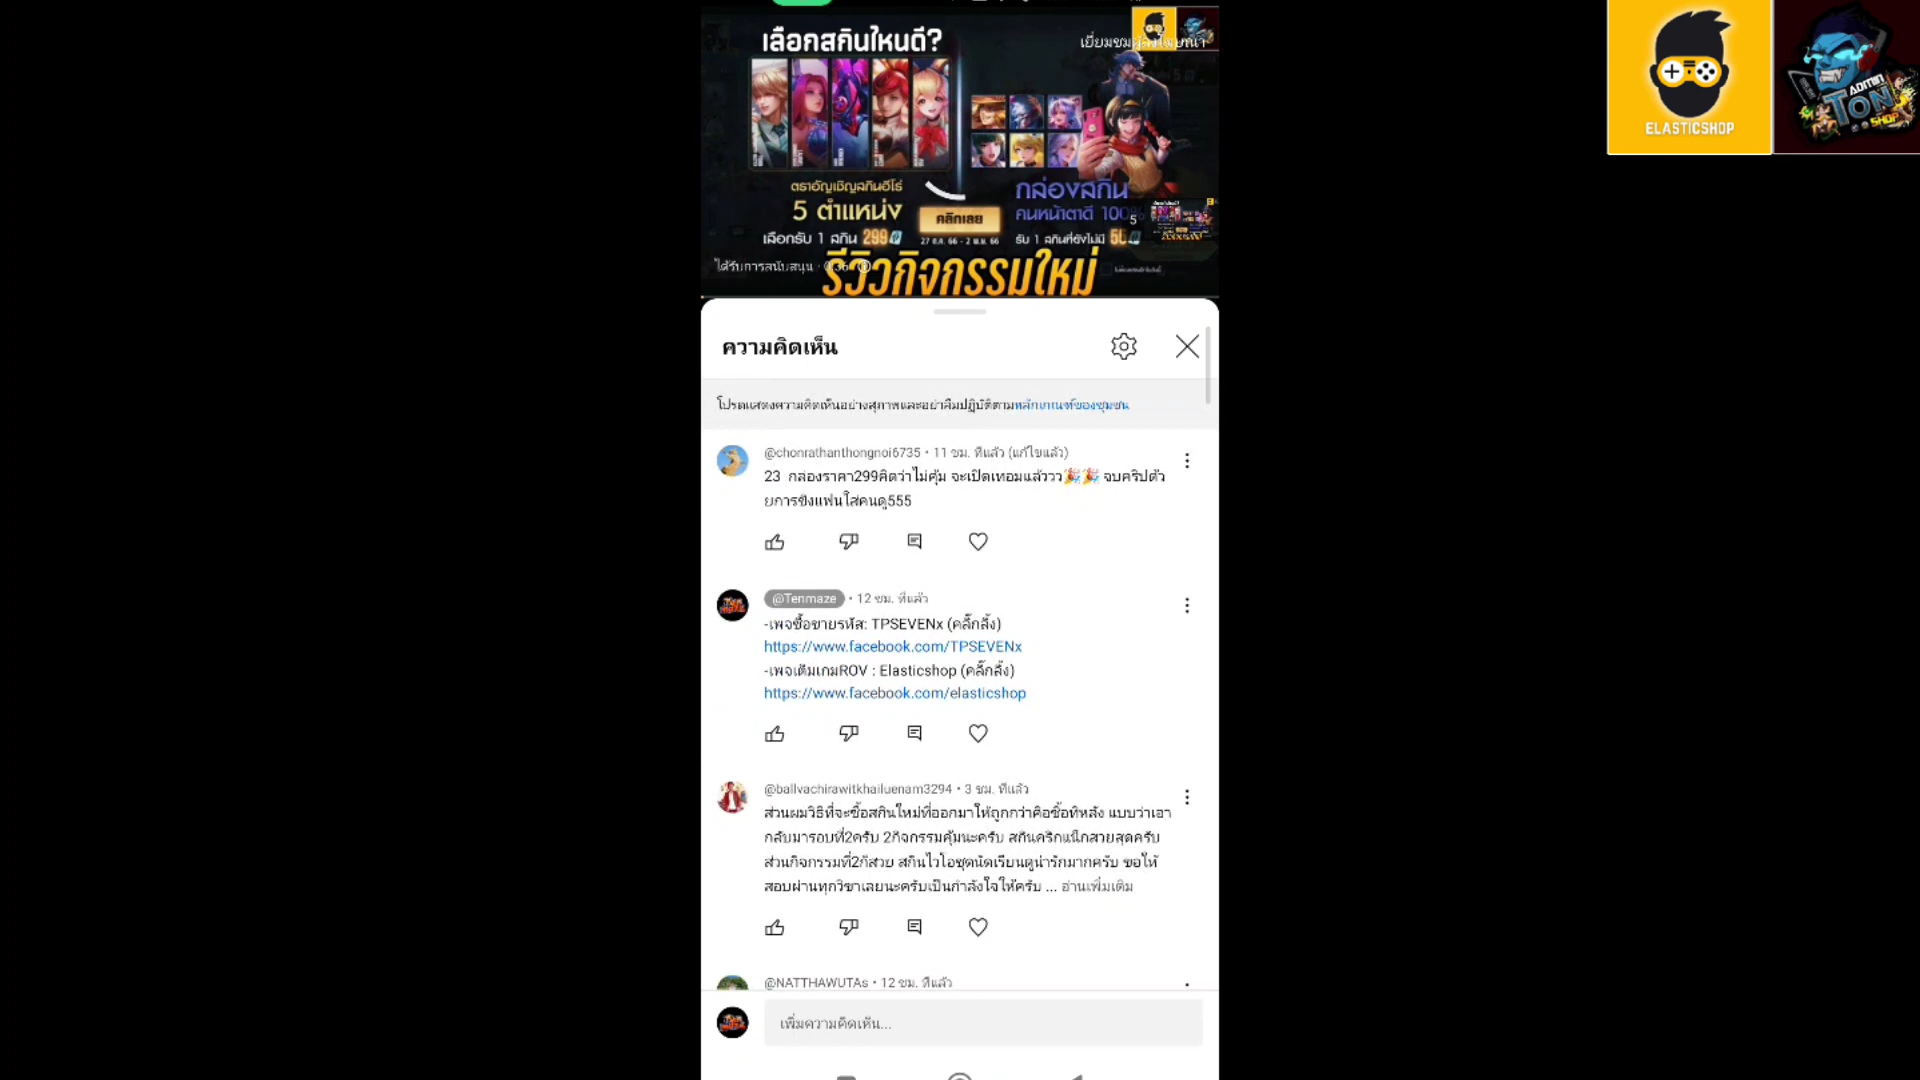 เลือกสกินไหนดี?
ตราอัญเชิญสกินฮีโร่
5 ตำแหน่ง
เลือกรับ 1 สกิน 299
คลิกเลย
27 ต.ค. 66 - 2 พ.ย. 66
กล่องสกิน
คนหน้าตาดี 100%
รับ 1 สกินที่ยังไม่มี
5
ได้รับการสนับสนุน
รีวิวกิจกรรมใหม่
ELASTICSHOP
ADMIN
TON
SHOP
ความคิดเห็น
โปรดแสดงความคิดเห็นอย่างสุภาพและอย่าลืมปฏิบัติตามหลักเกณฑ์ของชุมชน
@chonrathanthongnoi6735 • 11 ชม. ที่แล้ว (แก้ไขแล้ว)
23 กล่องราคา299คิดว่าไม่คุ้ม จะเปิดเทอมแล้ววว🎉🎉 จบคริปด้ว
ยการขิงแฟนใส่คนดู555
@Tenmaze • 12 ชม. ที่แล้ว
-เพจซื้อขายรหัส: TPSEVENx (คลิ๊กลิ้ง)
https://www.facebook.com/TPSEVENx
-เพจเติมเกมROV : Elasticshop (คลิ๊กลิ้ง)
https://www.facebook.com/elasticshop
@ballvachirawitkhailuenam3294 • 3 ชม. ที่แล้ว
ส่วนผมวิธิที่จะซื้อสกินใหม่ที่ออกมาให้ถูกกว่าคือซื้อทีหลัง แบบว่าเอา
กลับมารอบที่2ครับ 2กิจกรรมคุ้มนะครับ สกินคริกแน๊กสวยสุดครับ
ส่วนกิจกรรมที่2ก็สวย สกินไวโอชุดนักเรียนดูน่ารักมากครับ ขอให้
สอบผ่านทุกวิชาเลยนะครับเป็นกำลังใจให้ครับ ... อ่านเพิ่มเติม
@NATTHAWUTAs • 12 ชม. ที่แล้ว
เพิ่มความคิดเห็น...